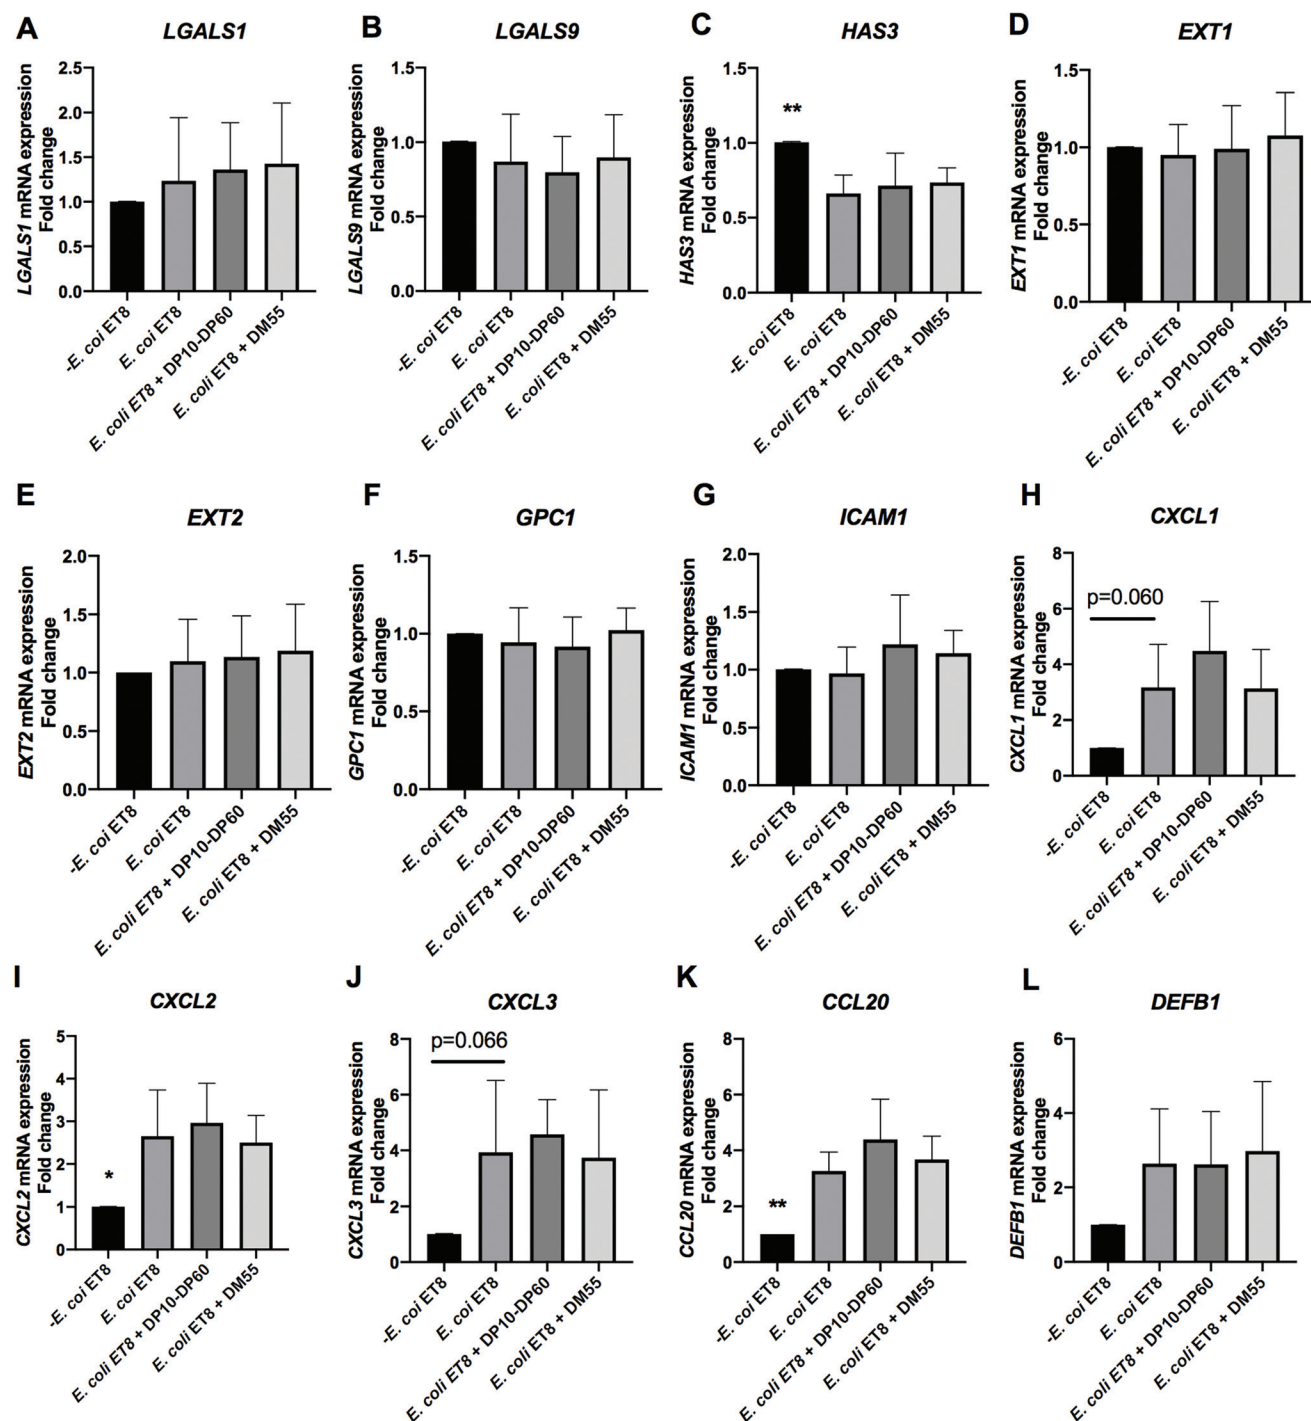 A
LGALS1
LGALS1 mRNA expression
Fold change
2.5
2.0
1.5
1.0
0.5
0.0
-E. coi ET8
E. coi ET8
E. coli ET8 + DP10-DP60
E. coli ET8 + DM55
B
LGALS9
LGALS9 mRNA expression
Fold change
1.5
1.0
0.5
0.0
-E. coi ET8
E. coi ET8
E. coli ET8 + DP10-DP60
E. coli ET8 + DM55
C
HAS3
HAS3 mRNA expression
Fold change
1.5
1.0
0.5
0.0
**
-E. coi ET8
E. coi ET8
E. coli ET8 + DP10-DP60
E. coli ET8 + DM55
D
EXT1
EXT1 mRNA expression
Fold change
1.5
1.0
0.5
0.0
-E. coi ET8
E. coi ET8
E. coli ET8 + DP10-DP60
E. coli ET8 + DM55
E
EXT2
EXT2 mRNA expression
Fold change
2.0
1.5
1.0
0.5
0.0
-E. coi ET8
E. coi ET8
E. coli ET8 + DP10-DP60
E. coli ET8 + DM55
F
GPC1
GPC1 mRNA expression
Fold change
1.5
1.0
0.5
0.0
-E. coi ET8
E. coi ET8
E. coli ET8 + DP10-DP60
E. coli ET8 + DM55
G
ICAM1
ICAM1 mRNA expression
Fold change
2.0
1.5
1.0
0.5
0.0
-E. coi ET8
E. coi ET8
E. coli ET8 + DP10-DP60
E. coli ET8 + DM55
H
CXCL1
CXCL1 mRNA expression
Fold change
8
6
4
2
0
p=0.060
-E. coi ET8
E. coi ET8
E. coli ET8 + DP10-DP60
E. coli ET8 + DM55
I
CXCL2
CXCL2 mRNA expression
Fold change
5
4
3
2
1
0
*
-E. coi ET8
E. coi ET8
E. coli ET8 + DP10-DP60
E. coli ET8 + DM55
J
CXCL3
CXCL3 mRNA expression
Fold change
8
6
4
2
0
p=0.066
-E. coi ET8
E. coi ET8
E. coli ET8 + DP10-DP60
E. coli ET8 + DM55
K
CCL20
CCL20 mRNA expression
Fold change
8
6
4
2
0
**
-E. coi ET8
E. coi ET8
E. coli ET8 + DP10-DP60
E. coli ET8 + DM55
L
DEFB1
DEFB1 mRNA expression
Fold change
6
4
2
0
-E. coi ET8
E. coi ET8
E. coli ET8 + DP10-DP60
E. coli ET8 + DM55